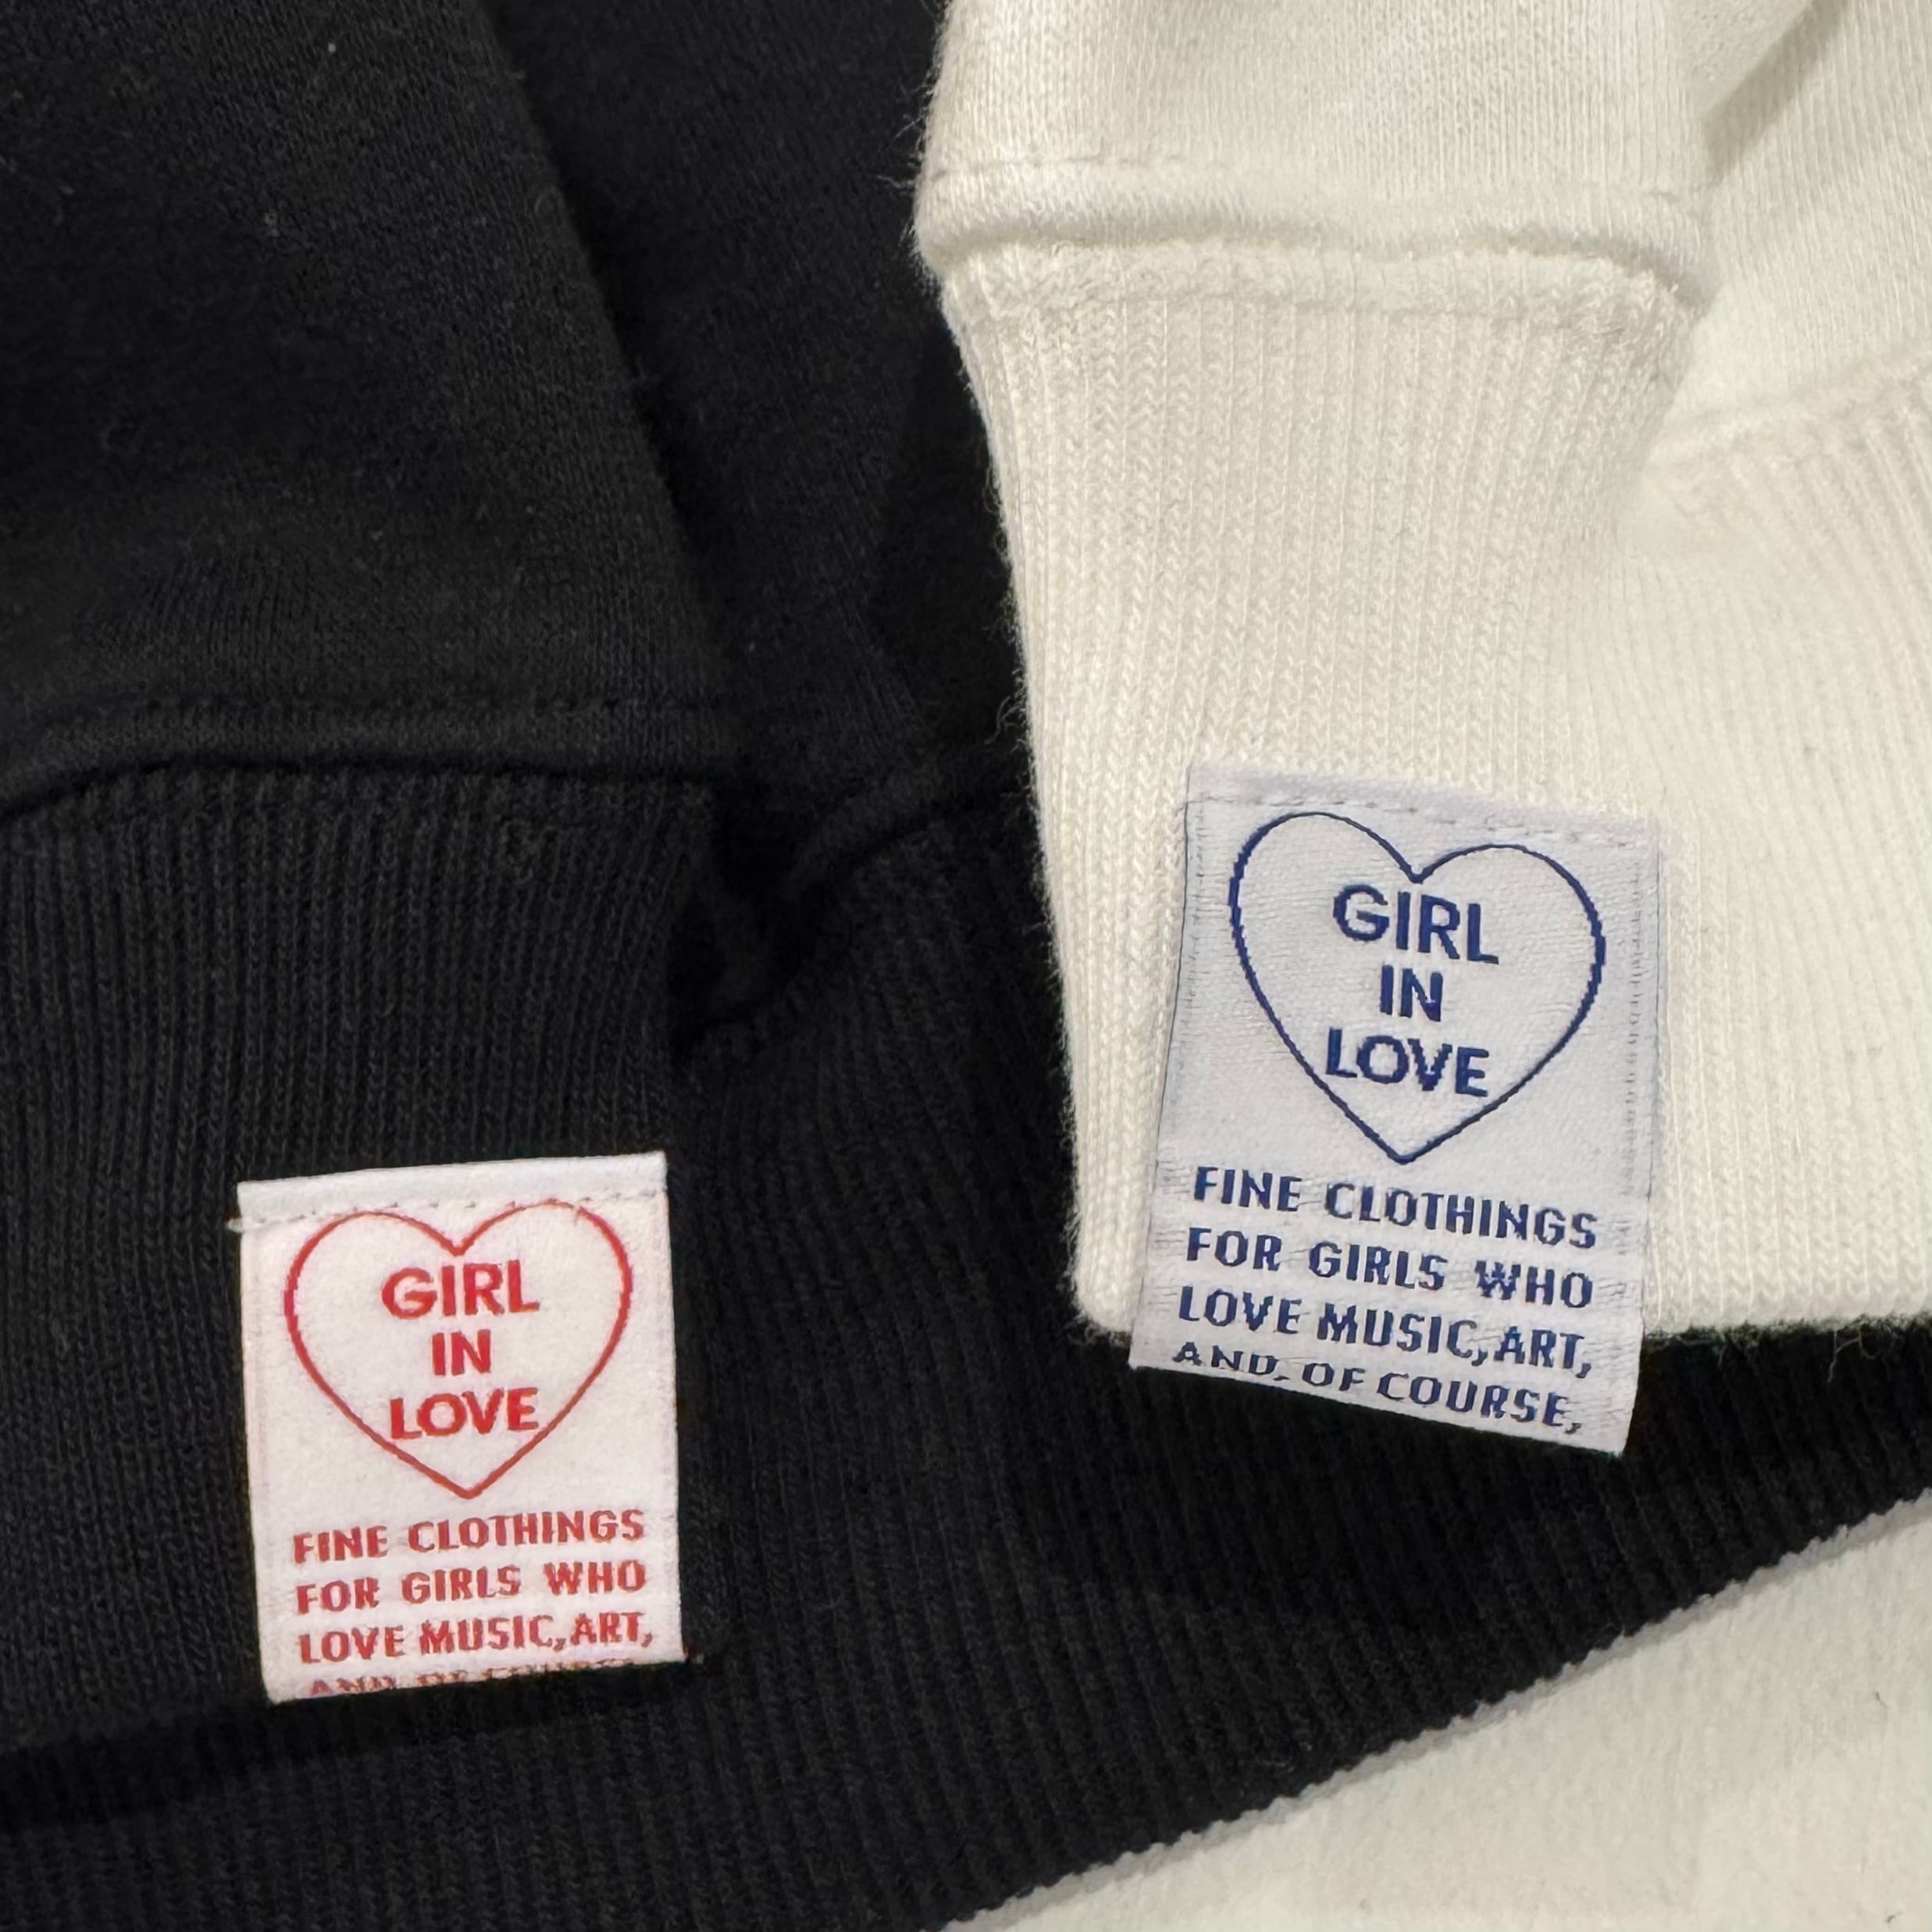 GIRL
IN
LOVE
FINE CLOTHINGS
FOR GIRLS WHO
LOVE MUSIC,ART,
GIRL
IN
LOVE
FINE CLOTHINGS
FOR GIRLS WHO
LOVE MUSIC,ART,
AND, OF COURSE,